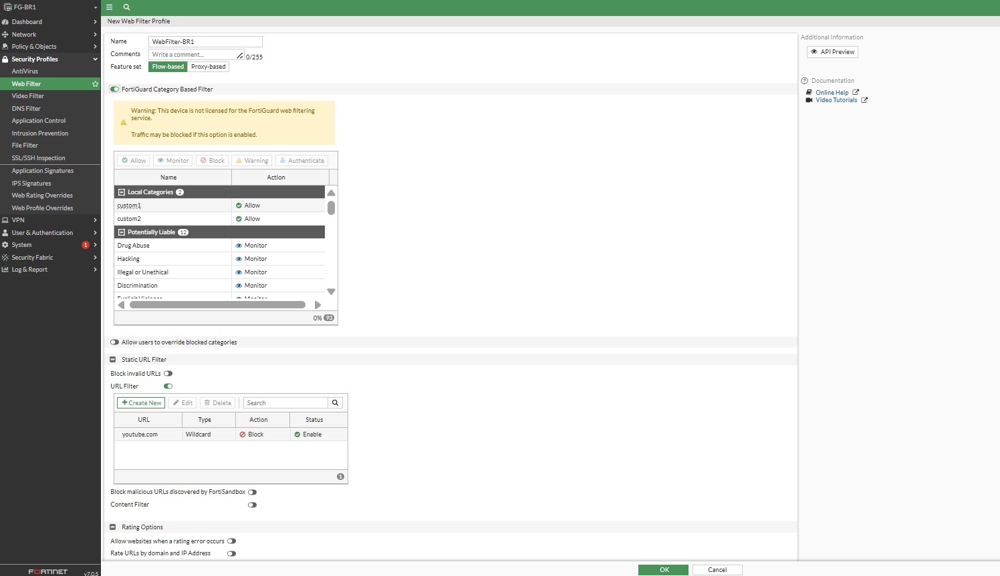 FG-BR1
Dashboard
Network
Policy & Objects
Security Profiles
AntiVirus
Web Filter
Video Filter
DNS Filter
Application Control
Intrusion Prevention
File Filter
SSL/SSH Inspection
Application Signatures
IPS Signatures
Web Rating Overrides
Web Profile Overrides
VPN
User & Authentication
System 1
Security Fabric
Log & Report
FORTINET v7.0.5
New Web Filter Profile
Name WebFilter-BR1
Comments Write a comment... 0/255
Feature set Flow-based Proxy-based
FortiGuard Category Based Filter
Warning: This device is not licensed for the FortiGuard web filtering
service.
Traffic may be blocked if this option is enabled.
Allow Monitor Block Warning Authenticate
Name Action
Local Categories 2
custom1 Allow
custom2 Allow
Potentially Liable 12
Drug Abuse Monitor
Hacking Monitor
Illegal or Unethical Monitor
Discrimination Monitor
Explicit Violence Monitor
0% 93
Allow users to override blocked categories
Static URL Filter
Block invalid URLs
URL Filter
Create New Edit Delete Search
URL Type Action Status
youtube.com Wildcard Block Enable
1
Block malicious URLs discovered by FortiSandbox
Content Filter
Rating Options
Allow websites when a rating error occurs
Rate URLs by domain and IP Address
OK Cancel
Additional Information
API Preview
Documentation
Online Help
Video Tutorials